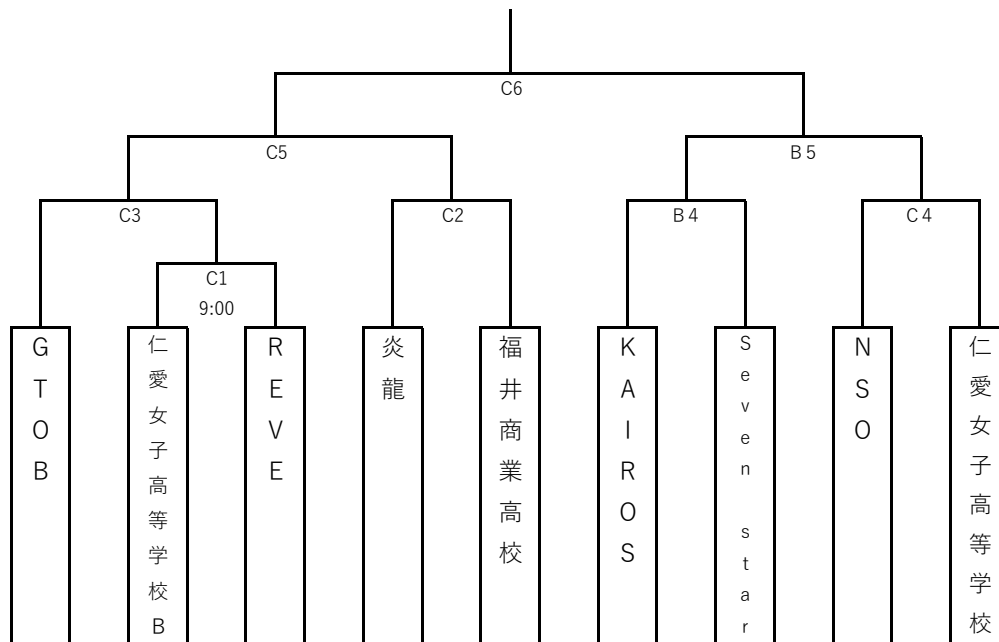 C6
C5
B5
C3
C2
B4
C4
C1
9:00
GTOB
仁愛女子高等学校B
REVE
炎龍
福井商業高校
KAIROS
Seven star
NSO
仁愛女子高等学校